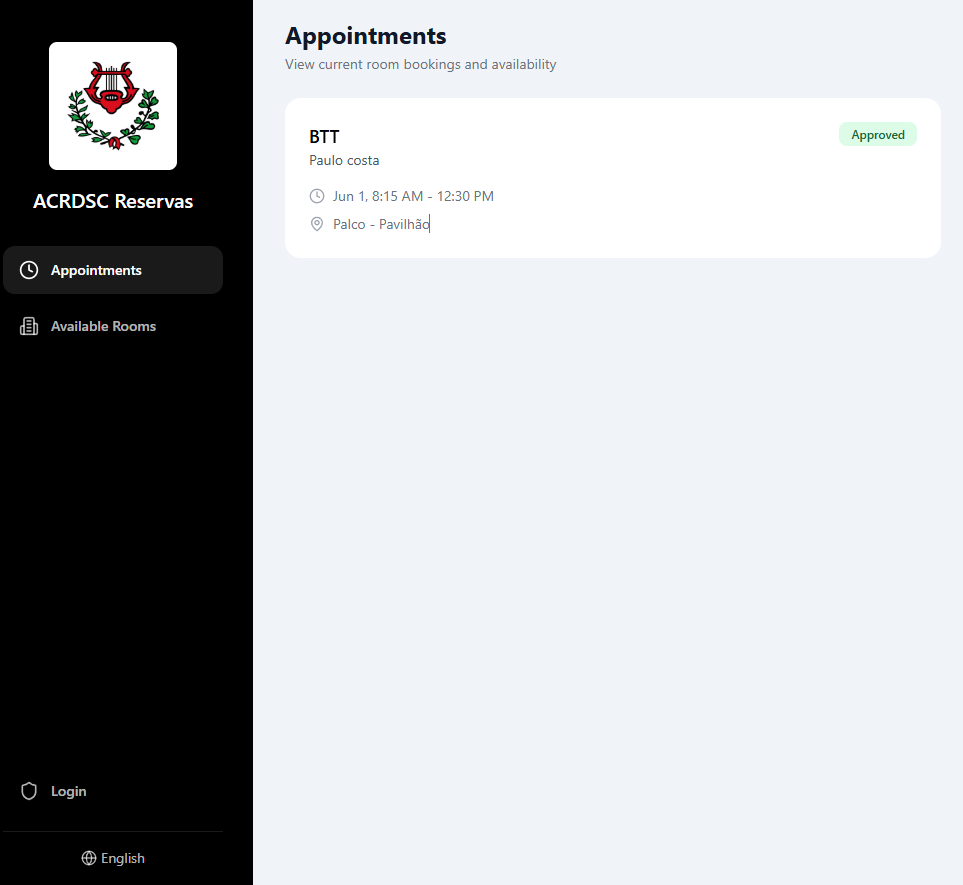 ACRDSC Reservas
Appointments
Available Rooms
Login
English
Appointments
View current room bookings and availability
BTT
Approved
Paulo costa
Jun 1, 8:15 AM - 12:30 PM
Palco - Pavilhão